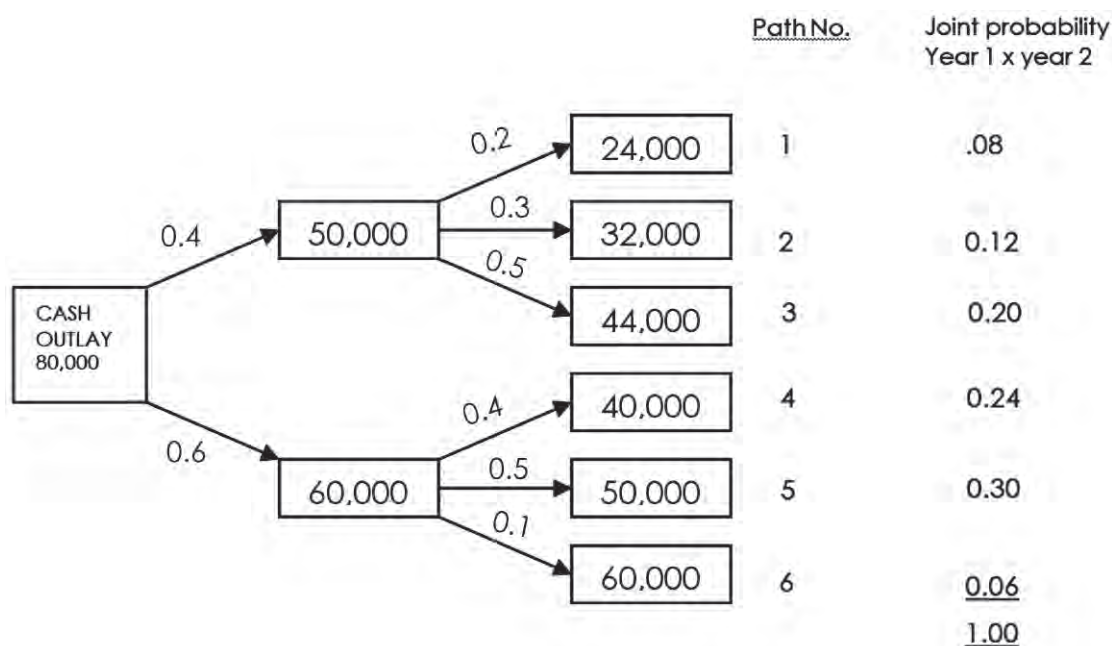 Path No. Joint probability
Year 1 x year 2
0.2 24,000 1 .08
0.4 50,000 0.3 32,000 2 0.12
0.5 44,000 3 0.20
CASH
OUTLAY
80,000
0.4 40,000 4 0.24
0.6 60,000 0.5 50,000 5 0.30
0.1 60,000 6 0.06
1.00